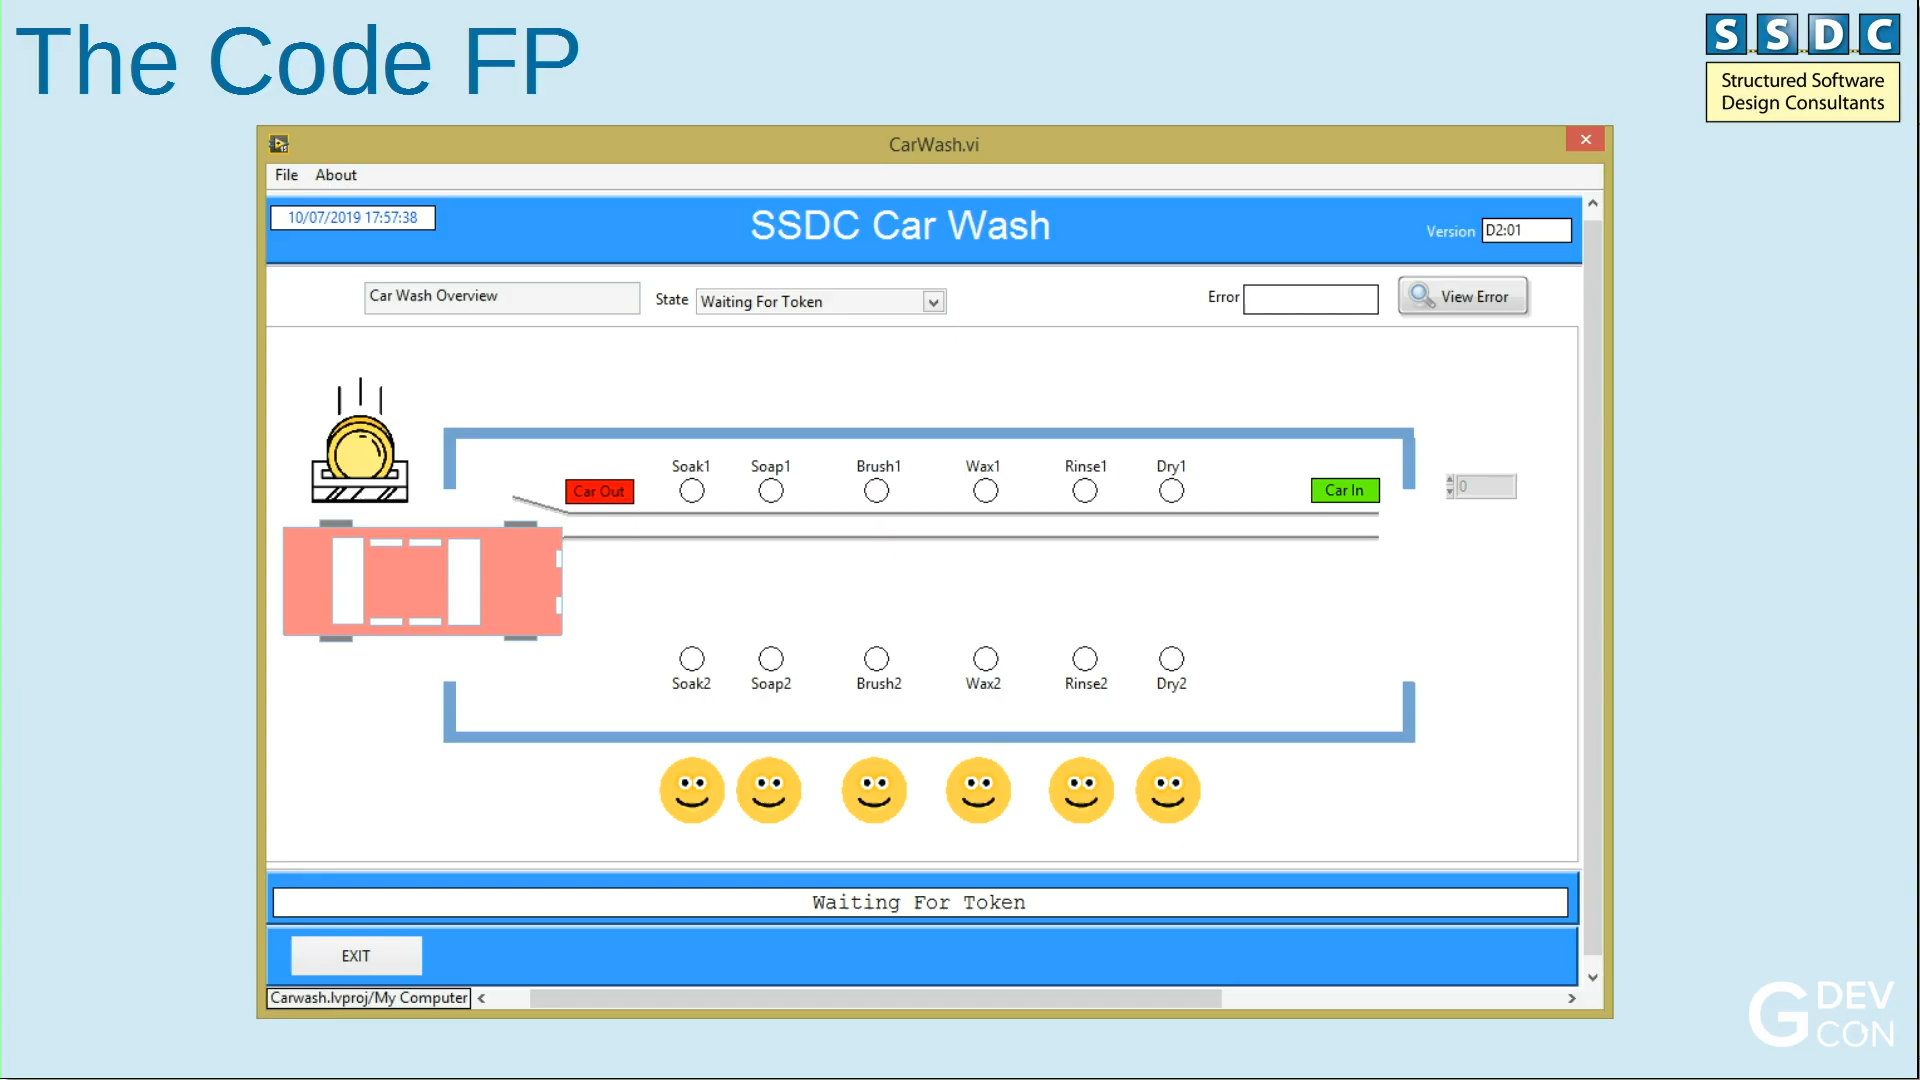 The Code FP
S S D C
Structured Software
Design Consultants
CarWash.vi
File About
10/07/2019 17:57:38
SSDC Car Wash
Version D2:01
Car Wash Overview
State Waiting For Token
Error
View Error
Soak1 Soap1 Brush1 Wax1 Rinse1 Dry1
Car Out
Car In
0
Soak2 Soap2 Brush2 Wax2 Rinse2 Dry2
Waiting For Token
EXIT
Carwash.lvproj/My Computer
G DEV
CON